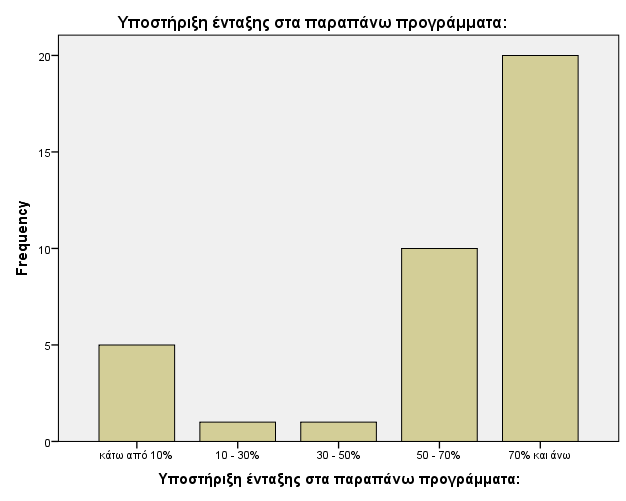 Υποστήριξη ένταξης στα παραπάνω προγράμματα:
Frequency
20
15
10
5
0
κάτω από 10%
10 - 30%
30 - 50%
50 - 70%
70% και άνω
Υποστήριξη ένταξης στα παραπάνω προγράμματα: